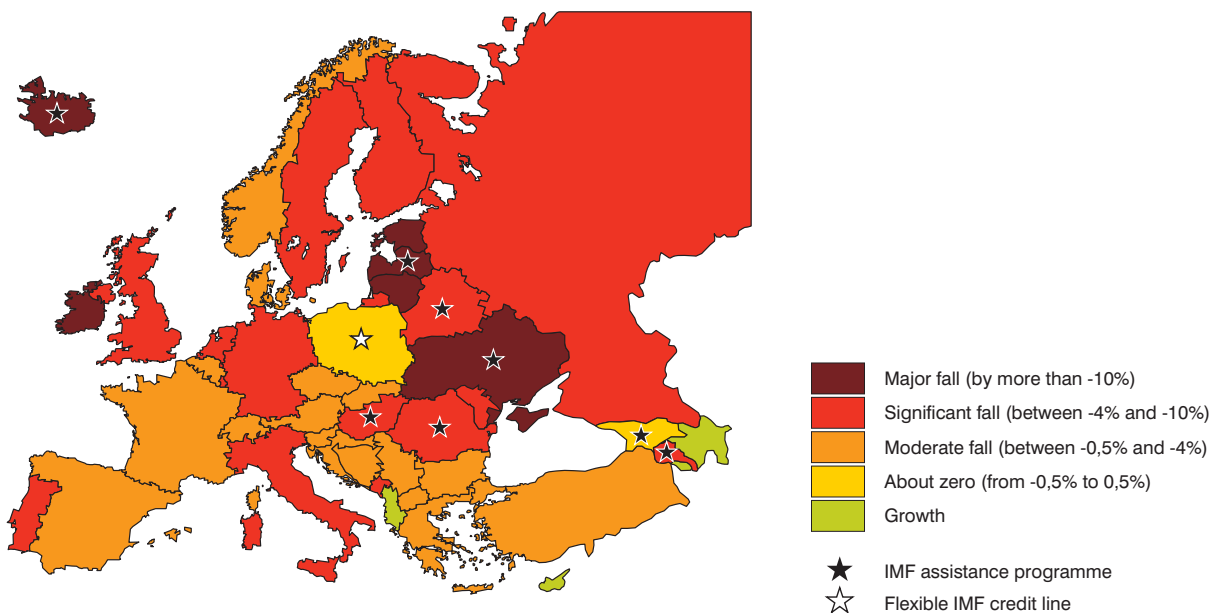 Major fall (by more than -10%)
Significant fall (between -4% and -10%)
Moderate fall (between -0,5% and -4%)
About zero (from -0,5% to 0,5%)
Growth
IMF assistance programme
Flexible IMF credit line